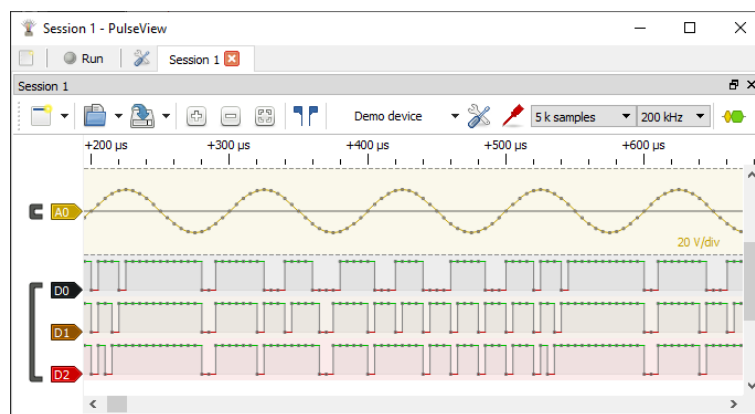 Session 1 - PulseView
Run
Session 1
Session 1
Demo device
5 k samples
200 kHz
+200 µs +300 µs +400 µs +500 µs +600 µs
A0
20 V/div
D0
D1
D2